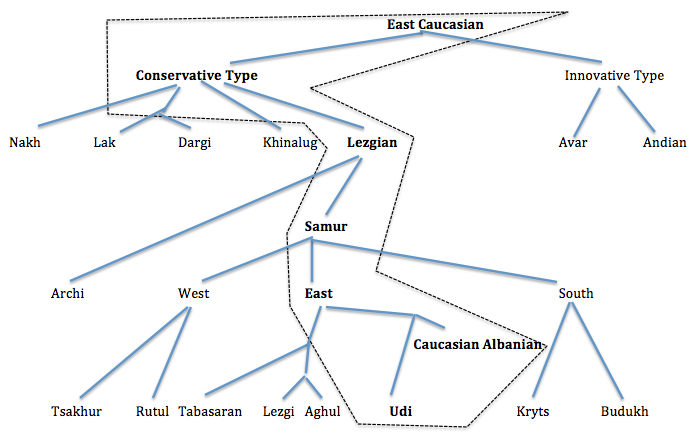 East Caucasian
Conservative Type
Innovative Type
Nakh
Lak
Dargi
Khinalug
Lezgian
Avar
Andian
Samur
Archi
West
East
South
Caucasian Albanian
Tsakhur
Rutul
Tabasaran
Lezgi
Aghul
Udi
Kryts
Budukh